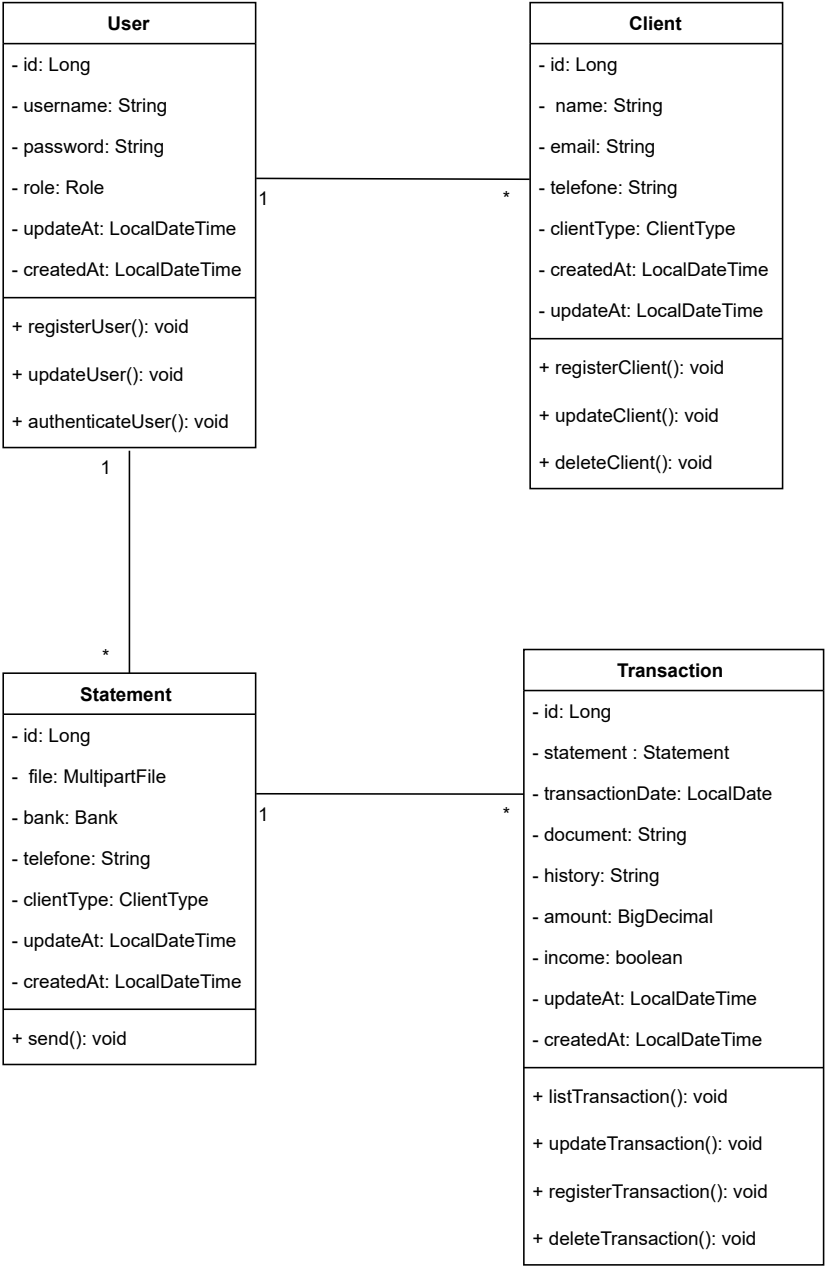 User
- id: Long
- username: String
- password: String
- role: Role
- updateAt: LocalDateTime
- createdAt: LocalDateTime
+ registerUser(): void
+ updateUser(): void
+ authenticateUser(): void
1
*
Client
- id: Long
- name: String
- email: String
- telefone: String
- clientType: ClientType
- createdAt: LocalDateTime
- updateAt: LocalDateTime
+ registerClient(): void
+ updateClient(): void
+ deleteClient(): void
1
*
Statement
- id: Long
- file: MultipartFile
- bank: Bank
- telefone: String
- clientType: ClientType
- updateAt: LocalDateTime
- createdAt: LocalDateTime
+ send(): void
1
*
Transaction
- id: Long
- statement : Statement
- transactionDate: LocalDate
- document: String
- history: String
- amount: BigDecimal
- income: boolean
- updateAt: LocalDateTime
- createdAt: LocalDateTime
+ listTransaction(): void
+ updateTransaction(): void
+ registerTransaction(): void
+ deleteTransaction(): void